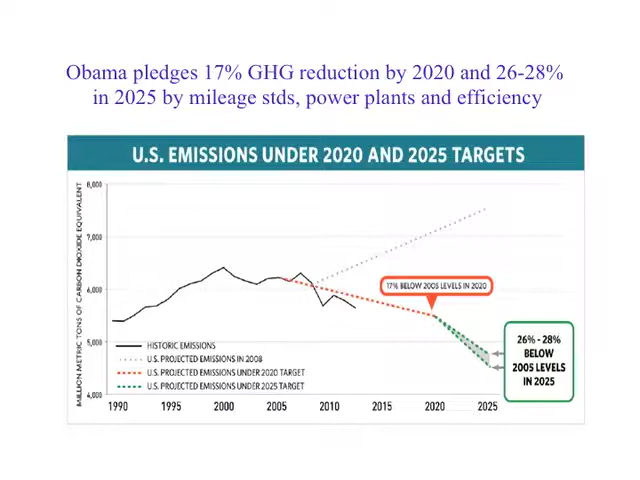 Obama pledges 17% GHG reduction by 2020 and 26-28%
in 2025 by mileage stds, power plants and efficiency
U.S. EMISSIONS UNDER 2020 AND 2025 TARGETS
MILLION METRIC TONS OF CARBON DIOXIDE EQUIVALENT
8,000
7,000
6,000
5,000
4,000
17% BELOW 2005 LEVELS IN 2020
26% - 28%
BELOW
2005 LEVELS
IN 2025
HISTORIC EMISSIONS
U.S. PROJECTED EMISSIONS IN 2008
U.S. PROJECTED EMISSIONS UNDER 2020 TARGET
U.S. PROJECTED EMISSIONS UNDER 2025 TARGET
1990 1995 2000 2005 2010 2015 2020 2025